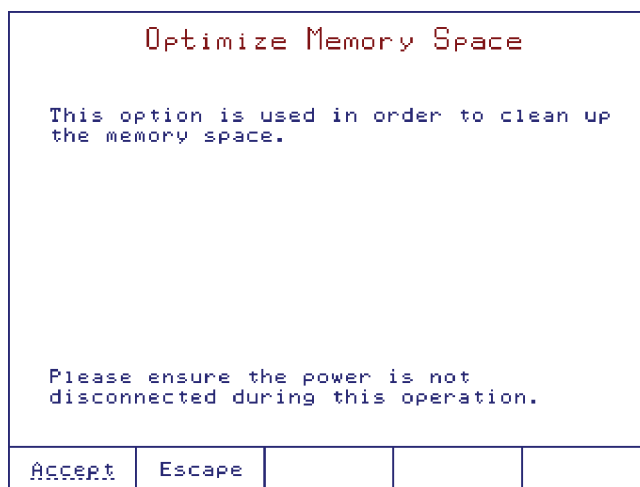 Optimize Memory Space
This option is used in order to clean up
the memory space.
Please ensure the power is not
disconnected during this operation.
Accept
Escape